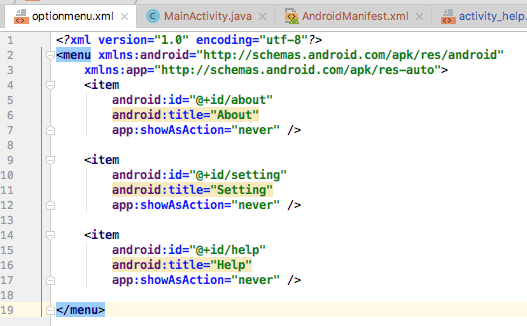 optionmenu.xml MainActivity.java AndroidManifest.xml activity_help.
1 <?xml version="1.0" encoding="utf-8"?>
2 <menu xmlns:android="http://schemas.android.com/apk/res/android"
3 xmlns:app="http://schemas.android.com/apk/res-auto">
4 <item
5 android:id="@+id/about"
6 android:title="About"
7 app:showAsAction="never" />
8
9 <item
10 android:id="@+id/setting"
11 android:title="Setting"
12 app:showAsAction="never" />
13
14 <item
15 android:id="@+id/help"
16 android:title="Help"
17 app:showAsAction="never" />
18
19 </menu>